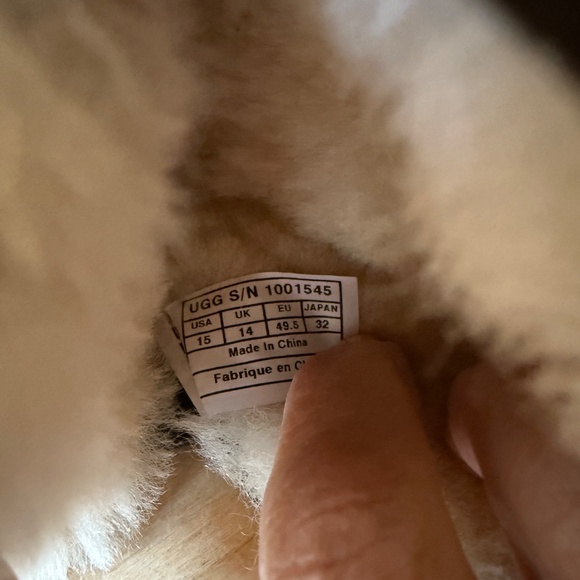 UGG S/N 1001545
USA UK EU JAPAN
15 14 49.5 32
Made In China
Fabrique en